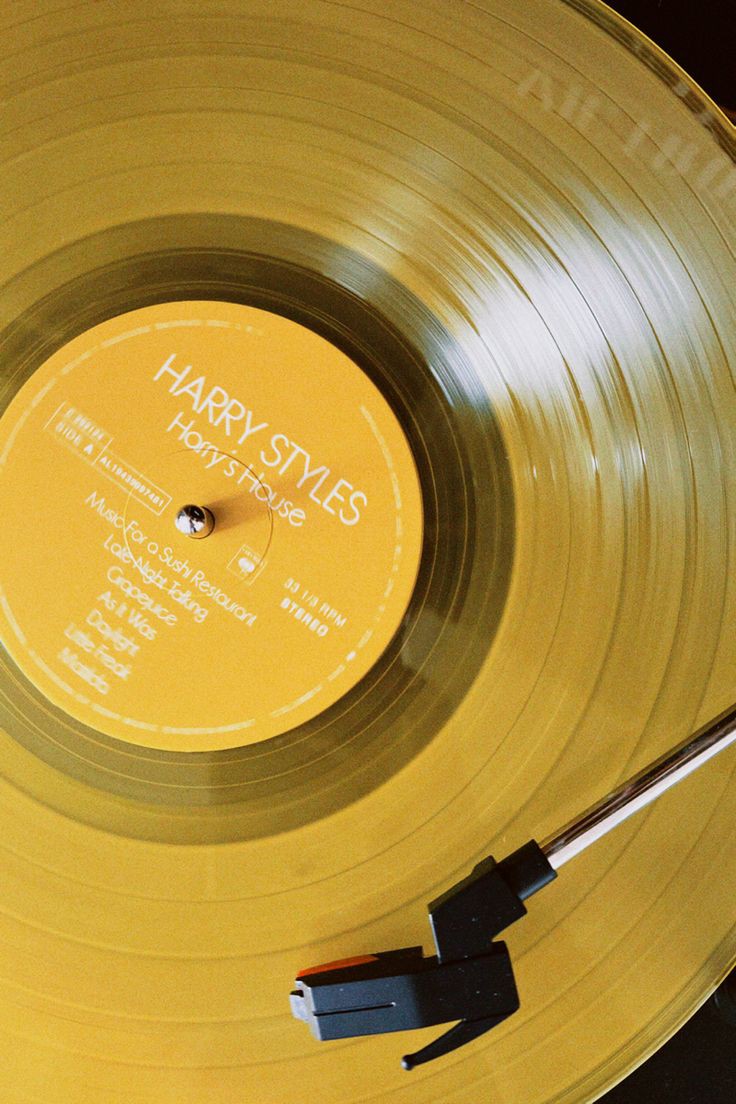 HARRY STYLES
Harry's House
SIDE A
AL19439997481
Music For a Sushi Restaurant
Late Night Talking
Grapejuice
As It Was
Daylight
Little Freak
Matilda
33 1/3 RPM
STEREO